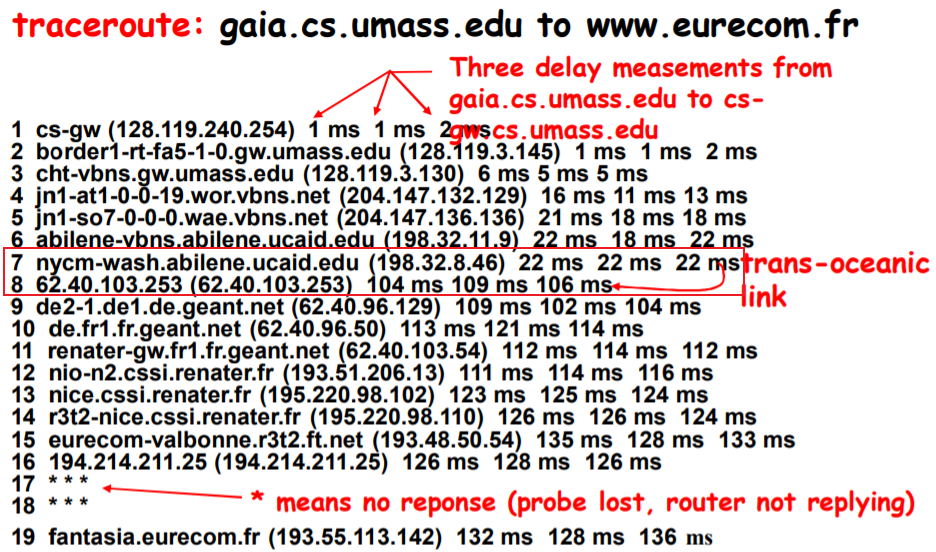 traceroute: gaia.cs.umass.edu to www.eurecom.fr
Three delay measements from
gaia.cs.umass.edu to cs-
gw.cs.umass.edu
1 cs-gw (128.119.240.254) 1 ms 1 ms 2 ms
2 border1-rt-fa5-1-0.gw.umass.edu (128.119.3.145) 1 ms 1 ms 2 ms
3 cht-vbns.gw.umass.edu (128.119.3.130) 6 ms 5 ms 5 ms
4 jn1-at1-0-0-19.wor.vbns.net (204.147.132.129) 16 ms 11 ms 13 ms
5 jn1-so7-0-0-0.wae.vbns.net (204.147.136.136) 21 ms 18 ms 18 ms
6 abilene-vbns.abilene.ucaid.edu (198.32.11.9) 22 ms 18 ms 22 ms
7 nycm-wash.abilene.ucaid.edu (198.32.8.46) 22 ms 22 ms 22 ms
trans-oceanic
link
8 62.40.103.253 (62.40.103.253) 104 ms 109 ms 106 ms
9 de2-1.de1.de.geant.net (62.40.96.129) 109 ms 102 ms 104 ms
10 de.fr1.fr.geant.net (62.40.96.50) 113 ms 121 ms 114 ms
11 renater-gw.fr1.fr.geant.net (62.40.103.54) 112 ms 114 ms 112 ms
12 nio-n2.cssi.renater.fr (193.51.206.13) 111 ms 114 ms 116 ms
13 nice.cssi.renater.fr (195.220.98.102) 123 ms 125 ms 124 ms
14 r3t2-nice.cssi.renater.fr (195.220.98.110) 126 ms 126 ms 124 ms
15 eurecom-valbonne.r3t2.ft.net (193.48.50.54) 135 ms 128 ms 133 ms
16 194.214.211.25 (194.214.211.25) 126 ms 128 ms 126 ms
17 * * *
18 * * *
* means no reponse (probe lost, router not replying)
19 fantasia.eurecom.fr (193.55.113.142) 132 ms 128 ms 136 ms